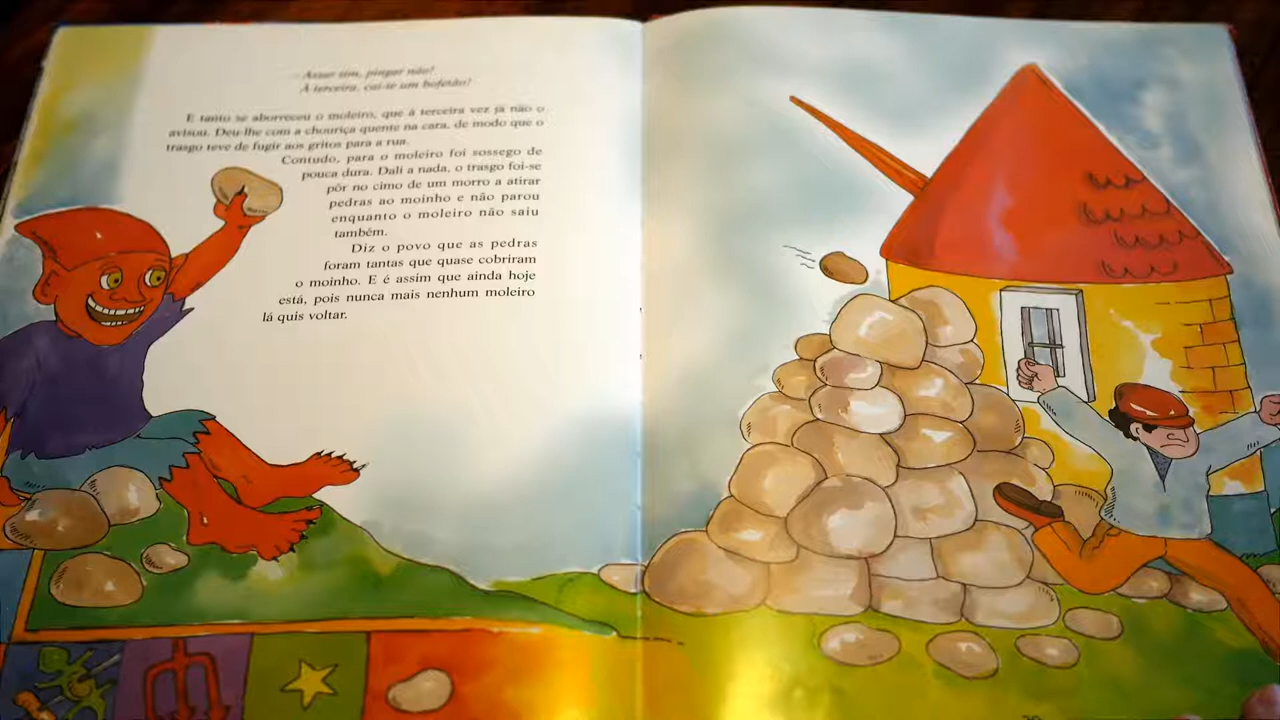 Assar sim, pingar não!
À terceira, cai-te um bofetão!
E tanto se aborreceu o moleiro, que à terceira vez já não o
avisou. Deu-lhe com a chouriça quente na cara, de modo que o
trasgo teve de fugir aos gritos para a rua.
Contudo, para o moleiro foi sossego de
pouca dura. Dali a nada, o trasgo foi-se
pôr no cimo de um morro a atirar
pedras ao moinho e não parou
enquanto o moleiro não saiu
também.
Diz o povo que as pedras
foram tantas que quase cobriram
o moinho. E é assim que ainda hoje
está, pois nunca mais nenhum moleiro
lá quis voltar.